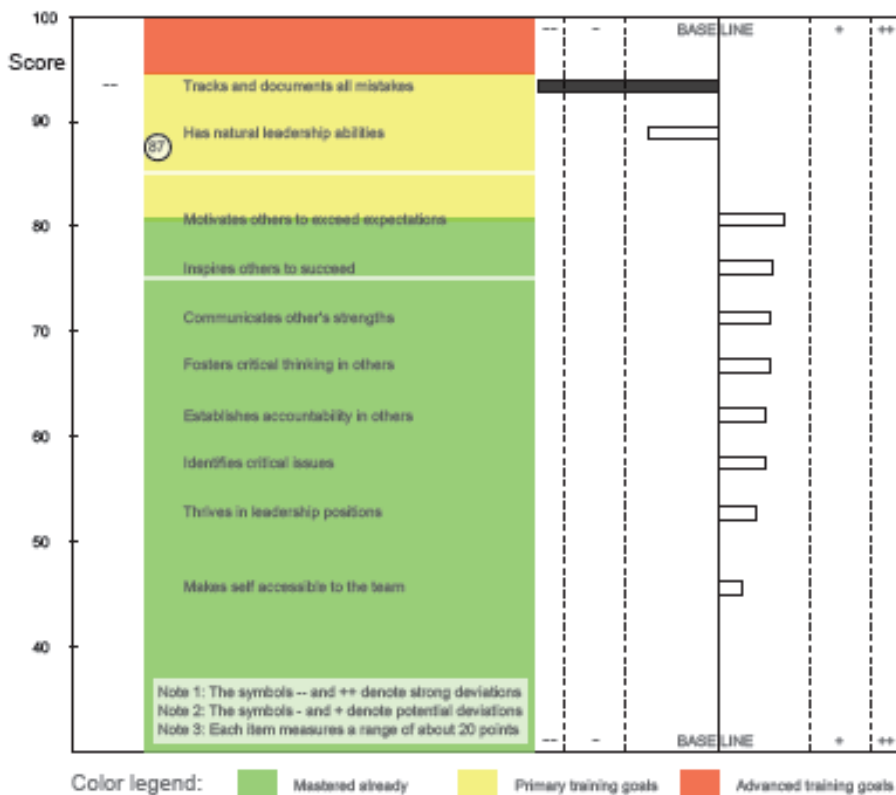 100
-- - BASELINE + ++
Score
-- Tracks and documents all mistakes
90
Has natural leadership abilities
87
Motivates others to exceed expectations
80
Inspires others to succeed
Communicates other's strengths
70
Fosters critical thinking in others
Establishes accountability in others
60
Identifies critical issues
Thrives in leadership positions
50
Makes self accessible to the team
40
Note 1: The symbols -- and ++ denote strong deviations
Note 2: The symbols - and + denote potential deviations
Note 3: Each item measures a range of about 20 points
-- - BASELINE + ++
Color legend: Mastered already Primary training goals Advanced training goals